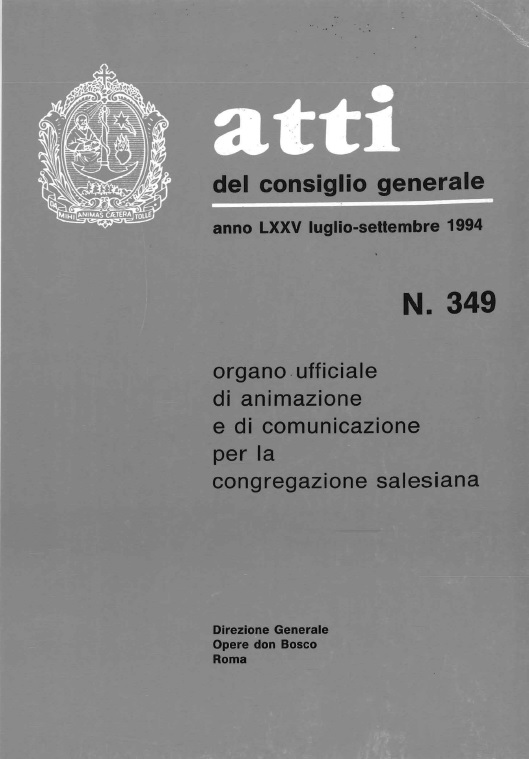 MIHI ANIMAS CÆTERA TOLLE
atti
del consiglio generale
anno LXXV luglio-settembre 1994
N. 349
organo ufficiale
di animazione
e di comunicazione
per la
congregazione salesiana
Direzione Generale
Opere don Bosco
Roma